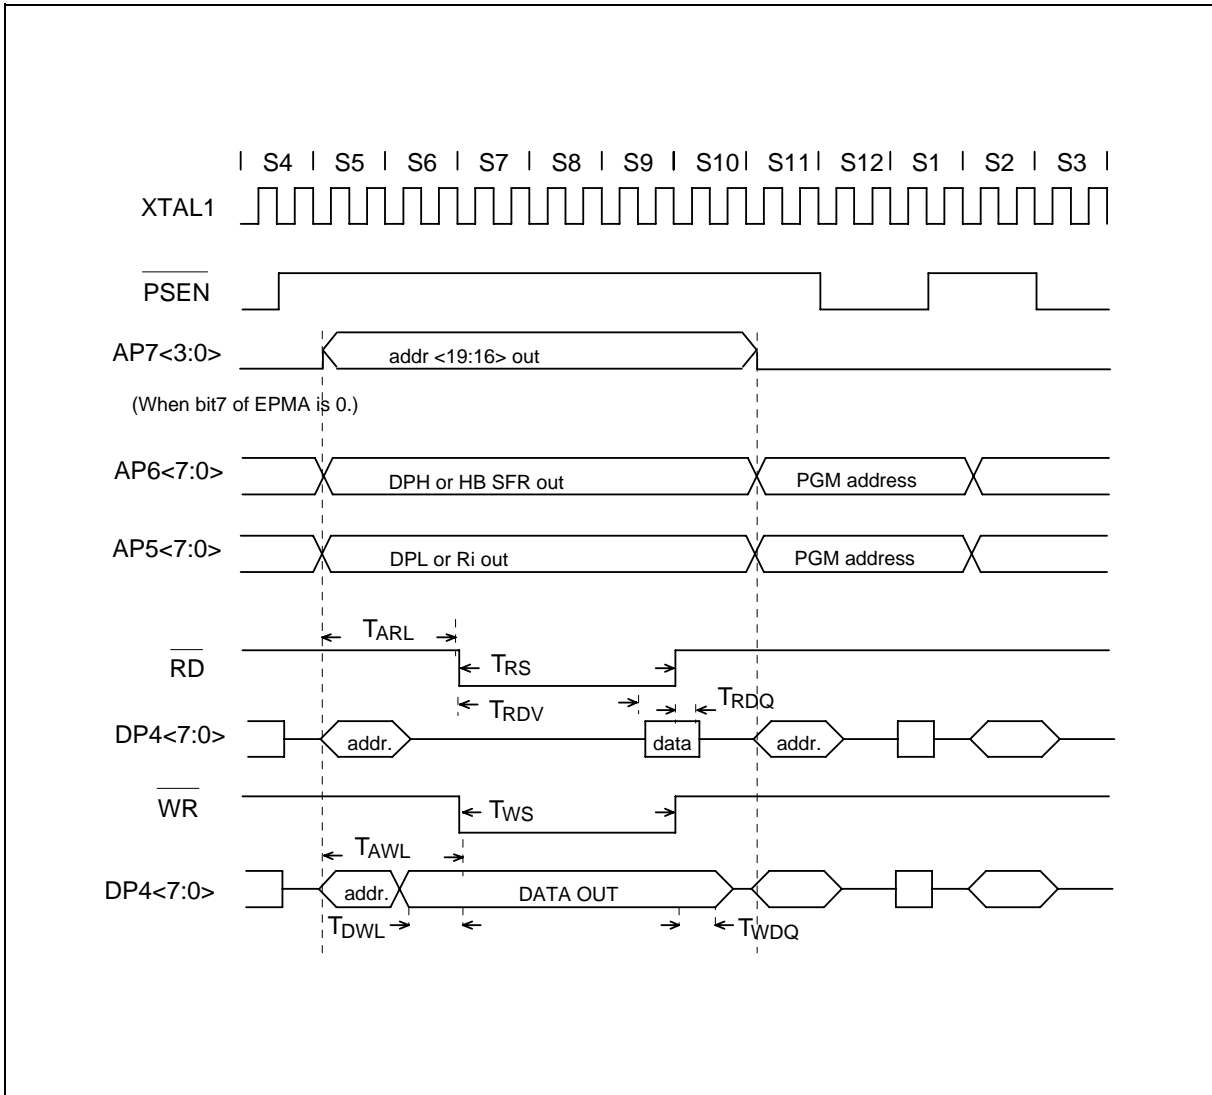 S4 S5 S6 S7 S8 S9 S10 S11 S12 S1 S2 S3
XTAL1
PSEN
AP7<3:0>
addr <19:16> out
(When bit7 of EPMA is 0.)
AP6<7:0>
DPH or HB SFR out
PGM address
AP5<7:0>
DPL or Ri out
PGM address
TARL
RD
TRS
TRDV
TRDQ
DP4<7:0>
addr.
data
addr.
WR
TWS
TAWL
DP4<7:0>
addr.
DATA OUT
TDWL
TWDQ